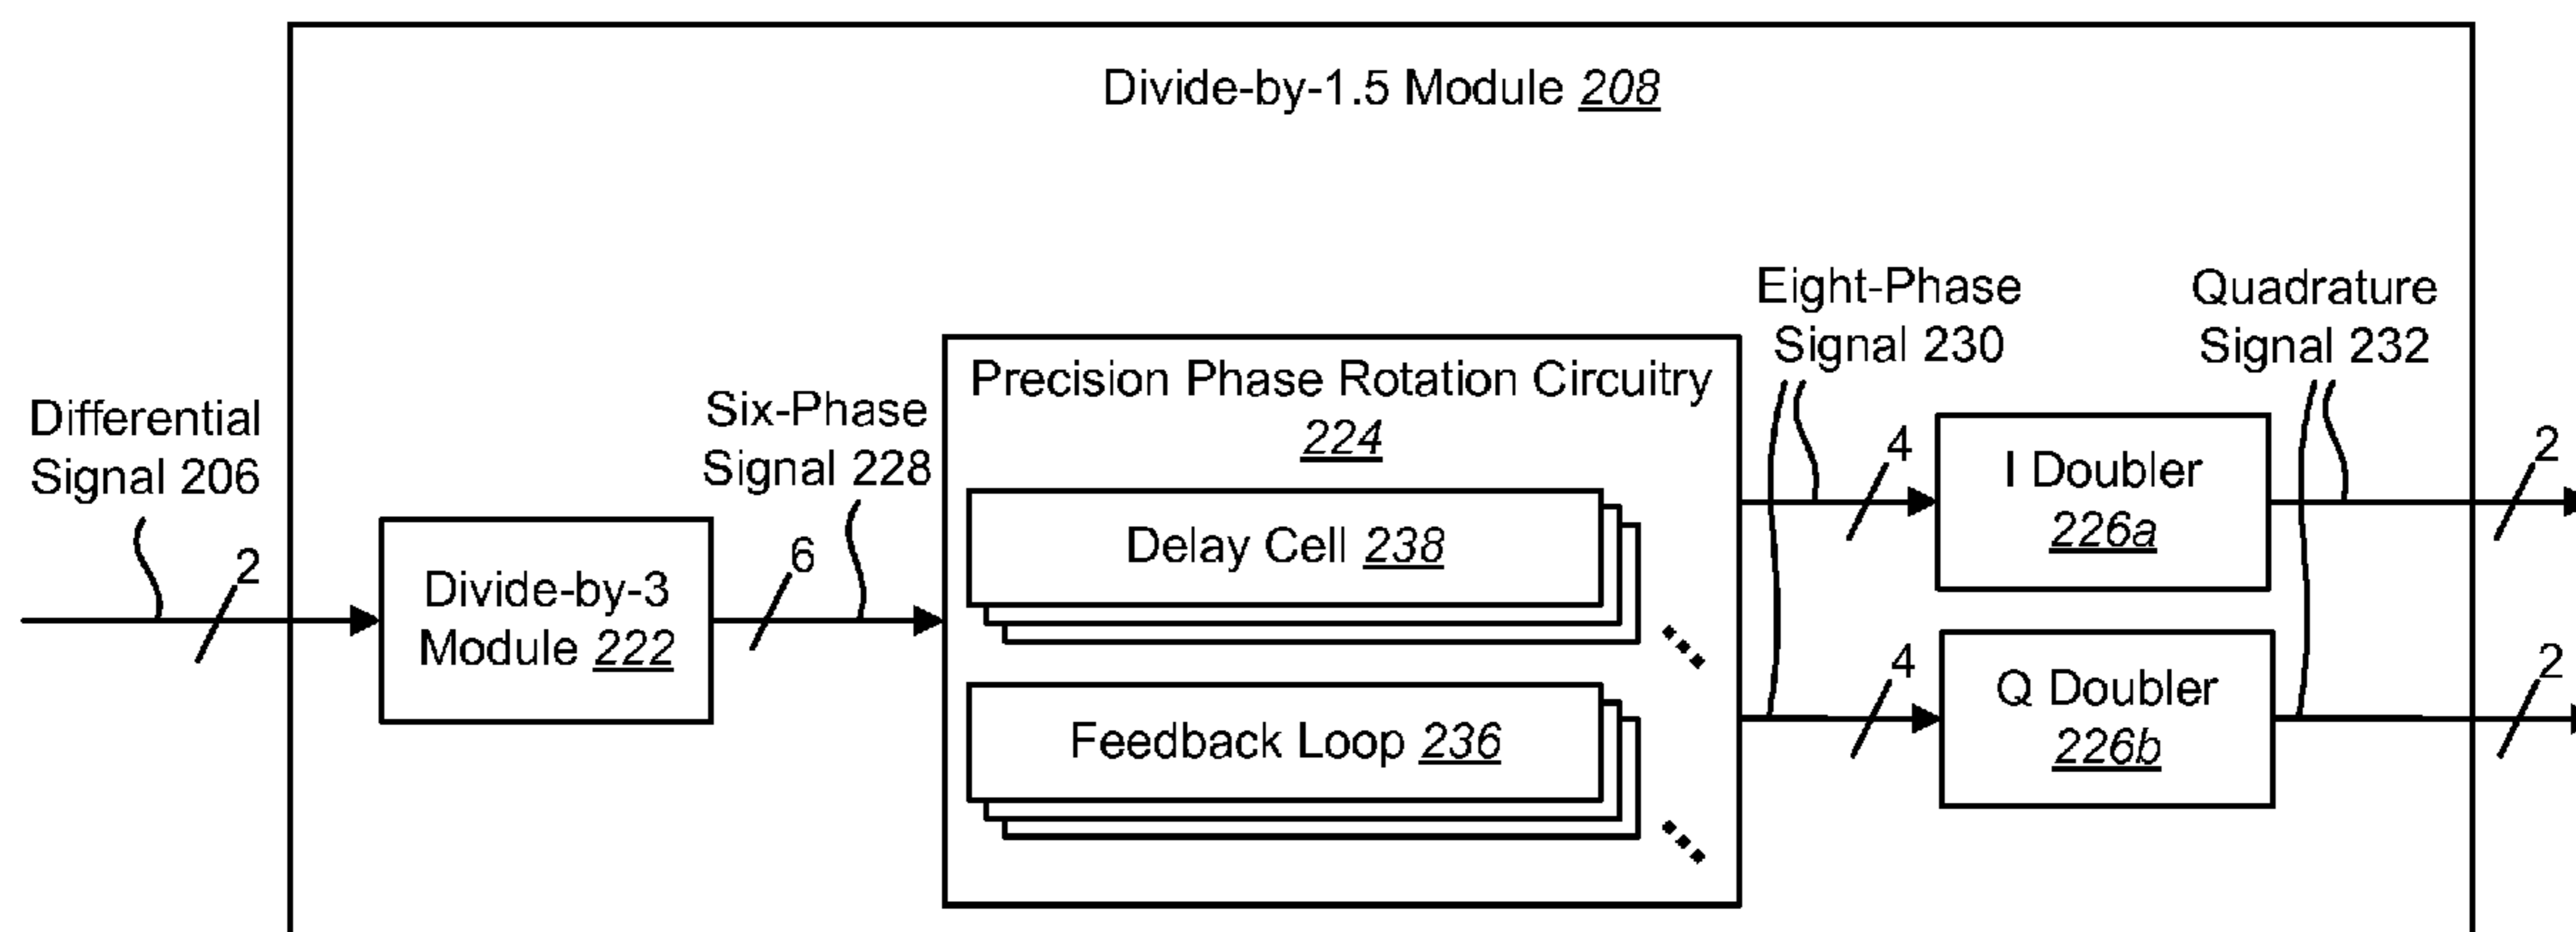 Divide-by-1.5 Module 208
Differential
Signal 206
2
Divide-by-3
Module 222
Six-Phase
Signal 228
6
Precision Phase Rotation Circuitry
224
Delay Cell 238
Feedback Loop 236
Eight-Phase
Signal 230
4
4
I Doubler
226a
Q Doubler
226b
Quadrature
Signal 232
2
2